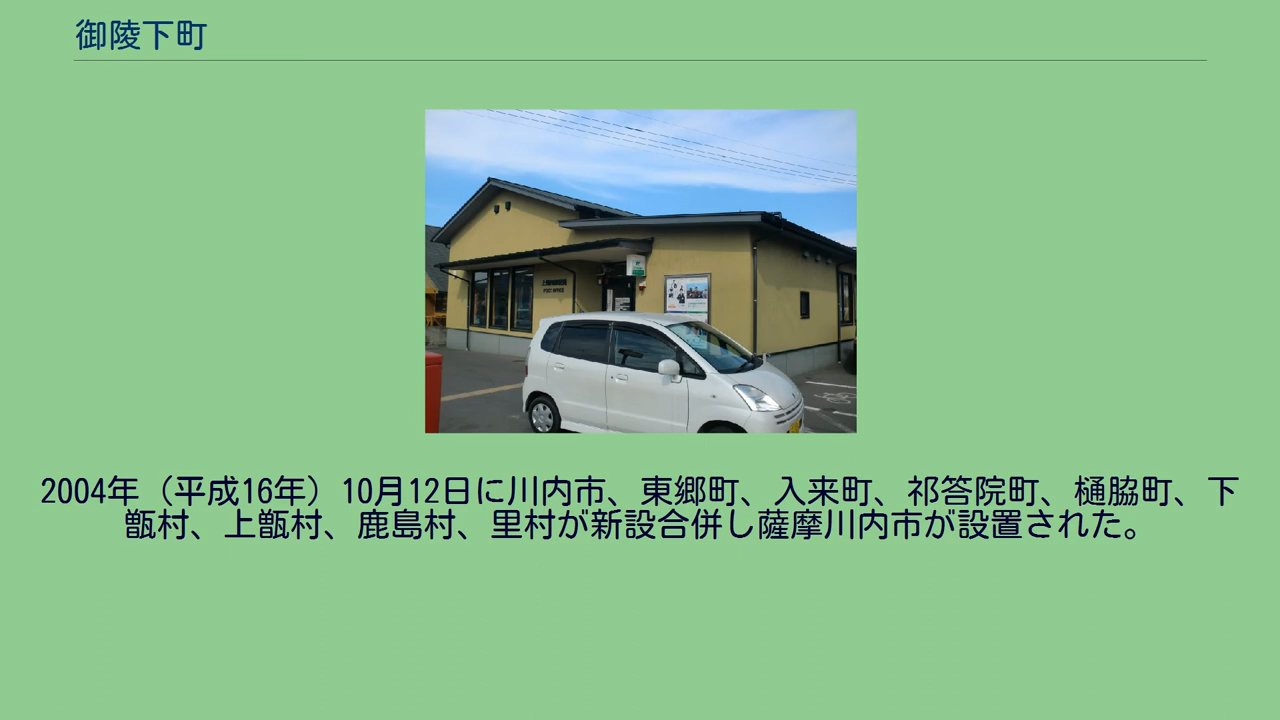 御陵下町
POST OFFICE
2004年（平成16年）10月12日に川内市、東郷町、入来町、祁答院町、樋脇町、下
甑村、上甑村、鹿島村、里村が新設合併し薩摩川内市が設置された。